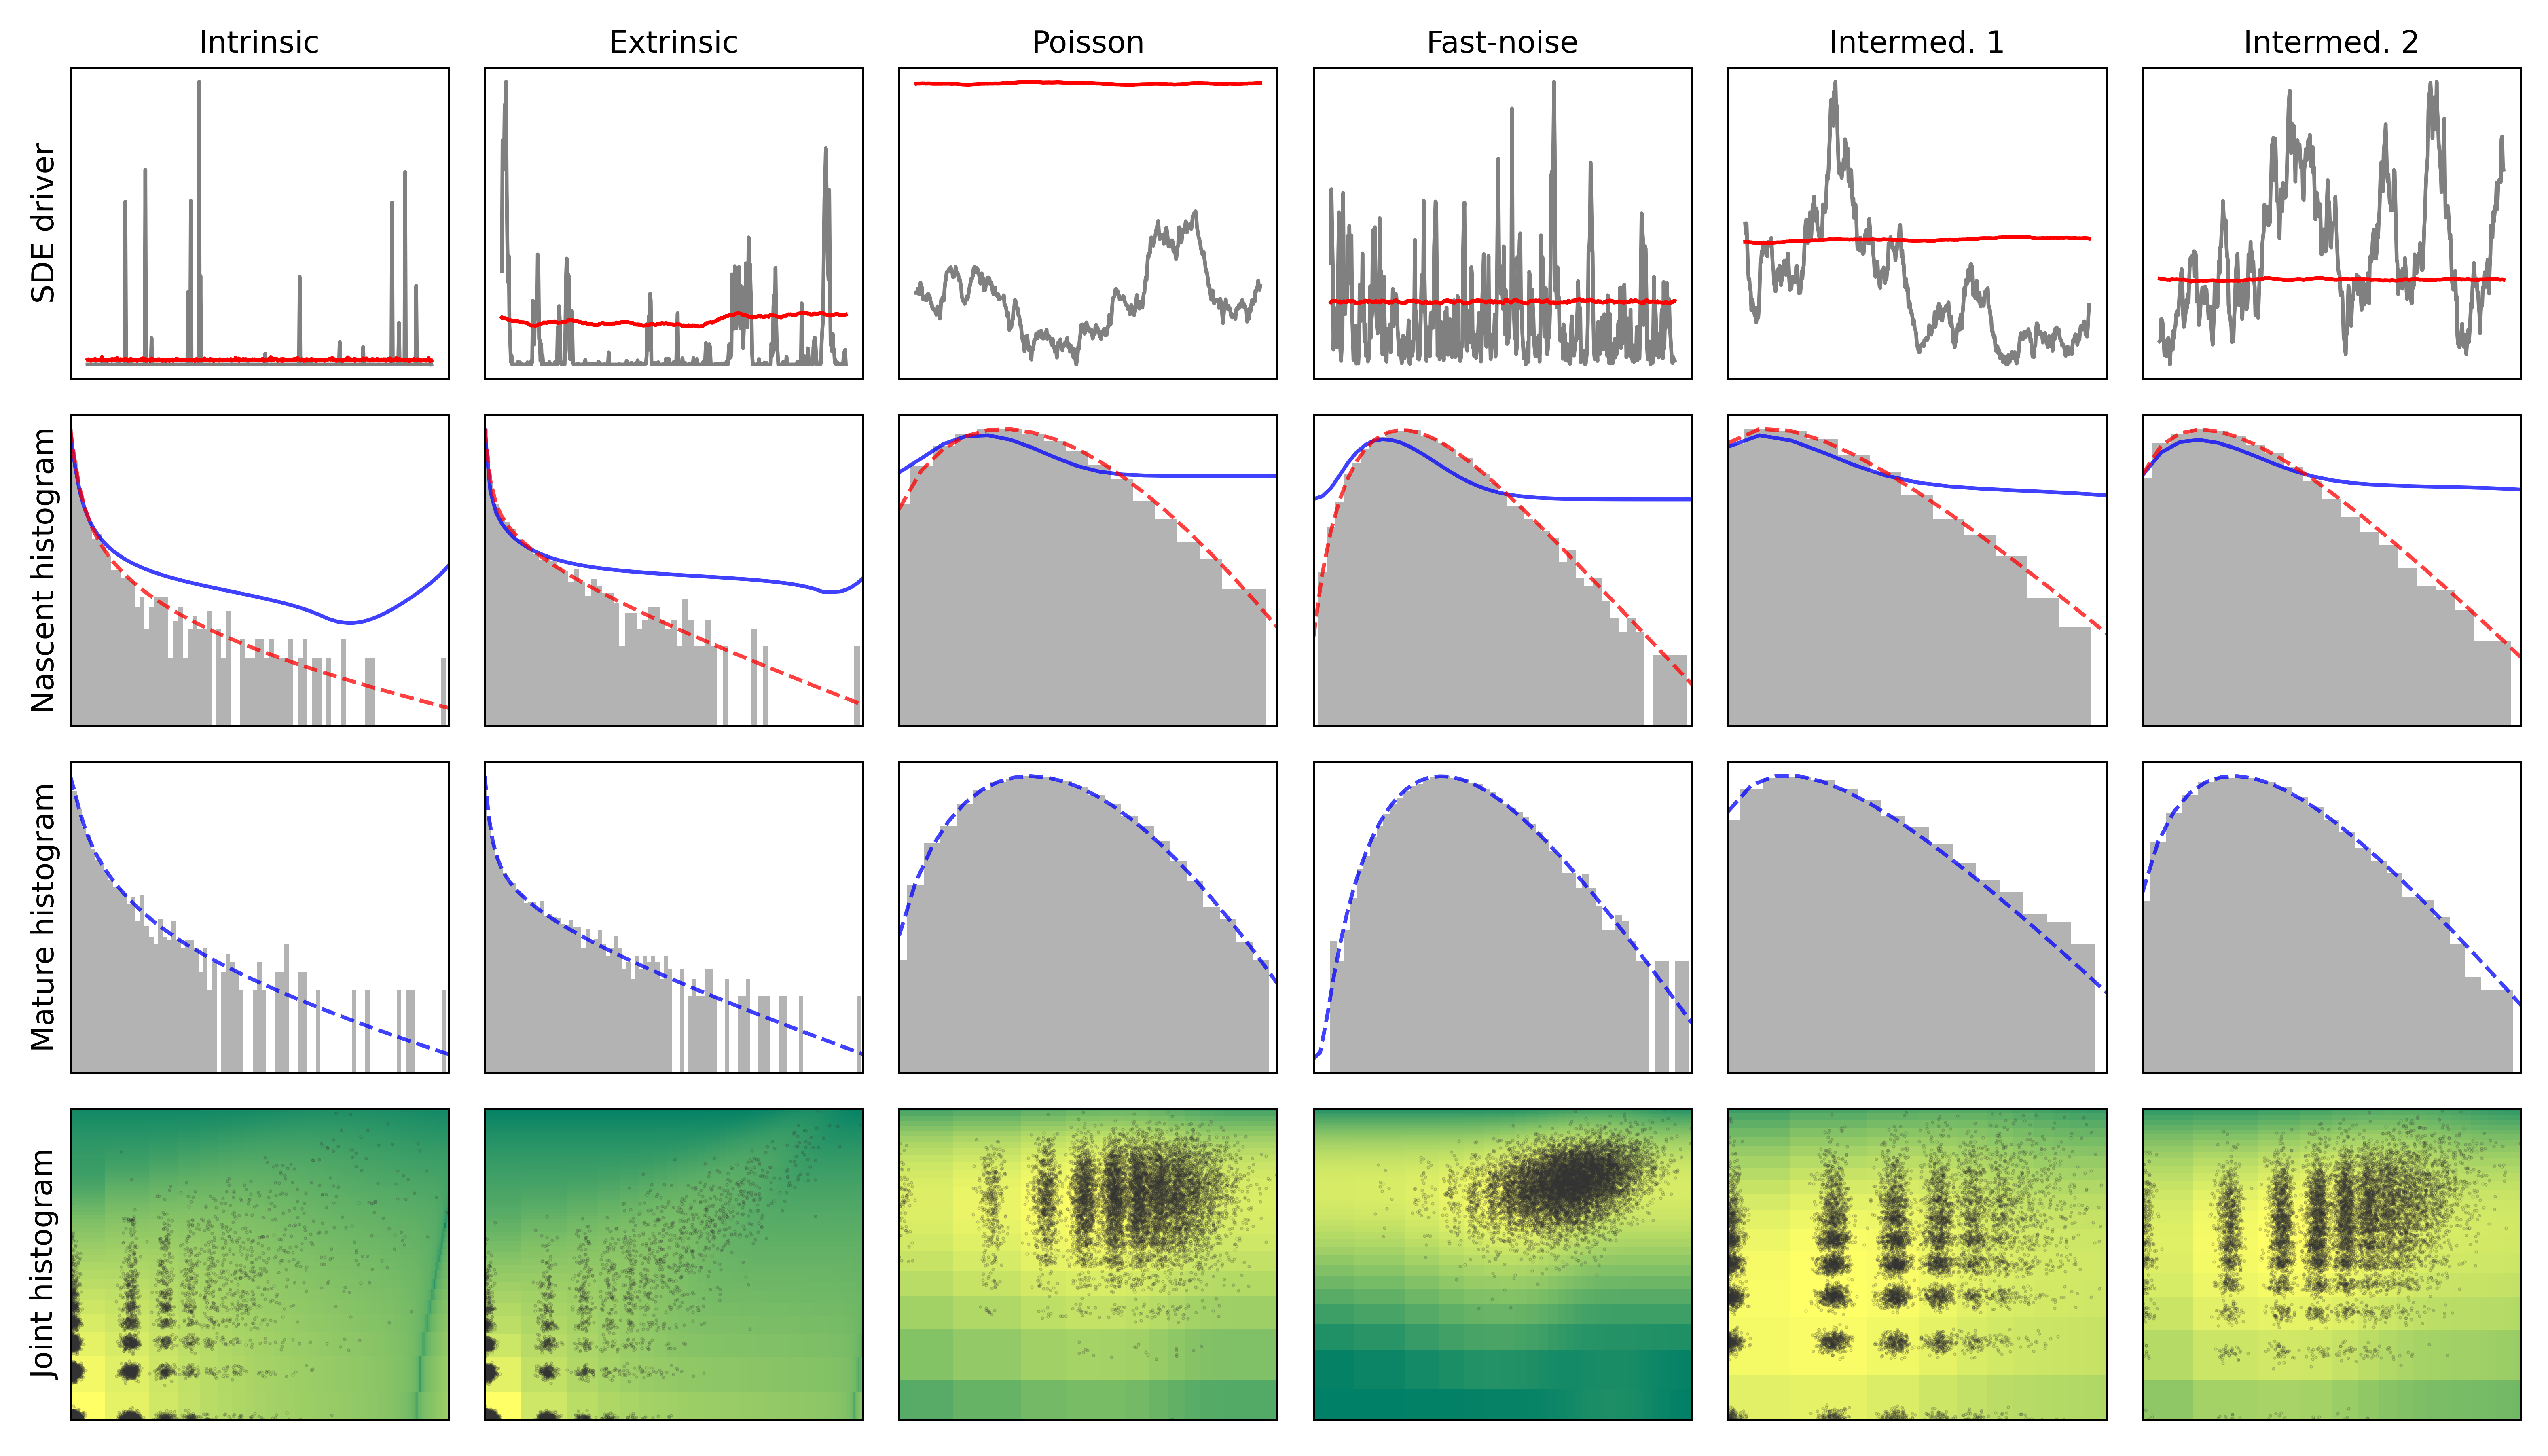 Intrinsic
Extrinsic
Poisson
Fast-noise
Intermed. 1
Intermed. 2
SDE driver
Nascent histogram
Mature histogram
Joint histogram